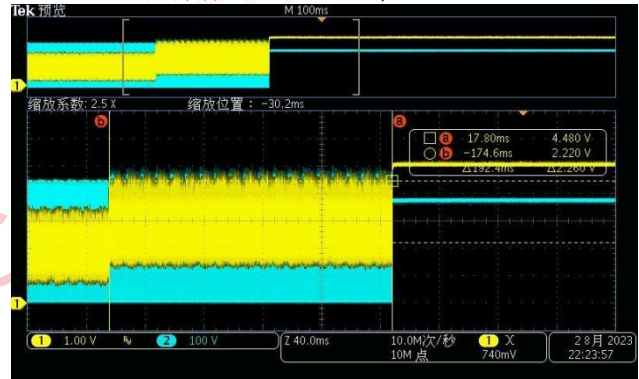 Tek 预览 M 100ms
1
缩放系数: 2.5 X 缩放位置: -30.2ms
b a
a 17.80ms 4.480 V
b -174.6ms 2.220 V
Δ192.4ms Δ2.260 V
1
1 1.00 V 2 100 V Z 40.0ms 10.0M次/秒 1 X 2 8月 2023
10M 点 740mV 22:23:57